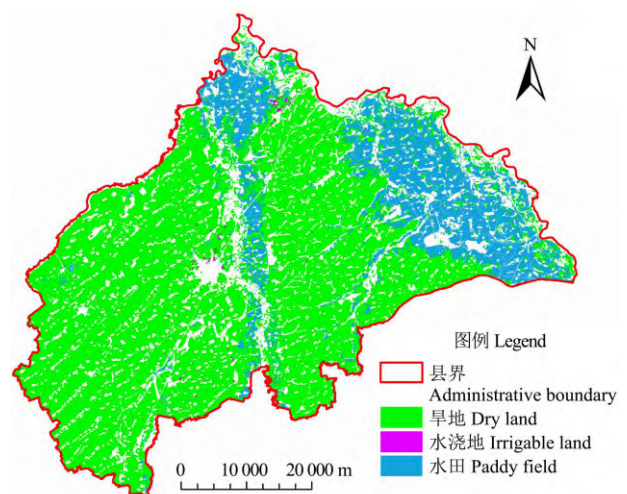 N
图例 Legend
县界
Administrative boundary
旱地 Dry land
水浇地 Irrigable land
水田 Paddy field
0 10 000 20 000 m